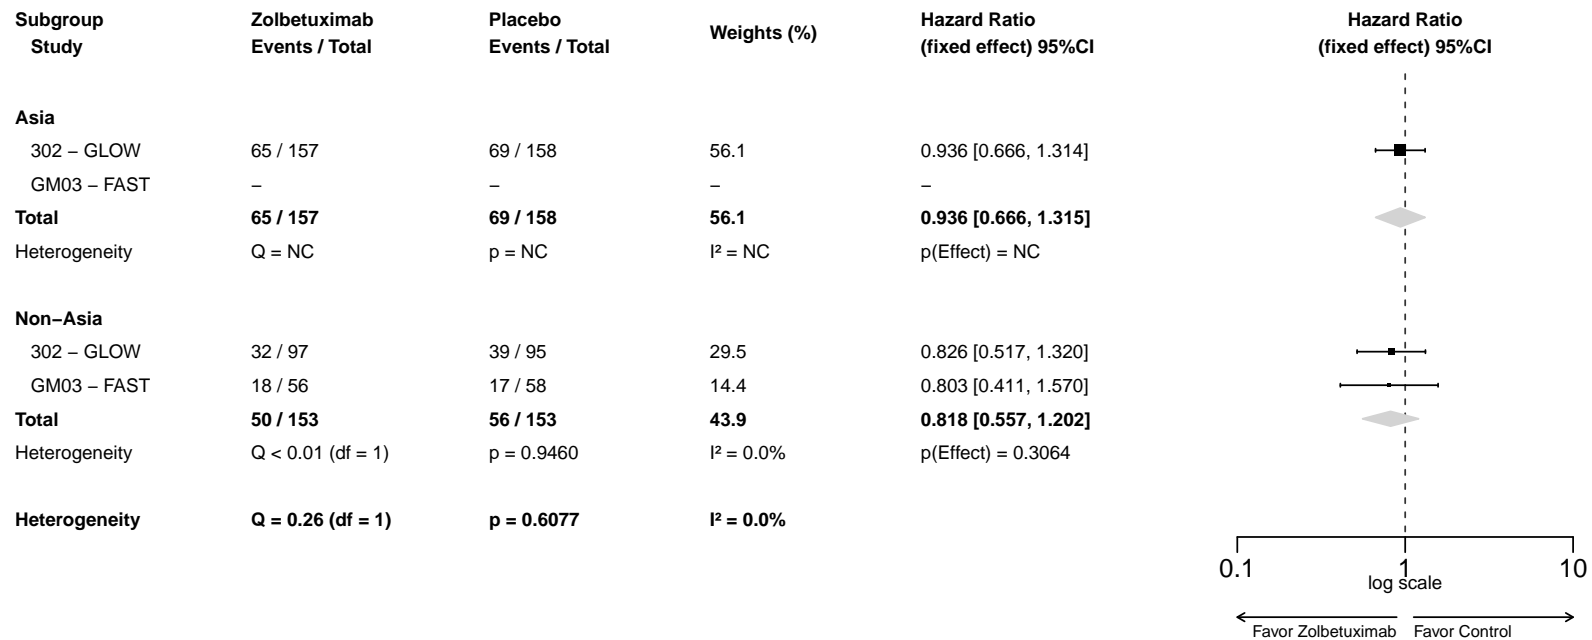 Subgroup Zolbetuximab Placebo Weights (%) Hazard Ratio Hazard Ratio
Study Events / Total Events / Total (fixed effect) 95%CI (fixed effect) 95%CI
Asia
302 − GLOW 65 / 157 69 / 158 56.1 0.936 [0.666, 1.314]
GM03 − FAST − − − −
Total 65 / 157 69 / 158 56.1 0.936 [0.666, 1.315]
Heterogeneity Q = NC p = NC I² = NC p(Effect) = NC
Non−Asia
302 − GLOW 32 / 97 39 / 95 29.5 0.826 [0.517, 1.320]
GM03 − FAST 18 / 56 17 / 58 14.4 0.803 [0.411, 1.570]
Total 50 / 153 56 / 153 43.9 0.818 [0.557, 1.202]
Heterogeneity Q < 0.01 (df = 1) p = 0.9460 I² = 0.0% p(Effect) = 0.3064
Heterogeneity Q = 0.26 (df = 1) p = 0.6077 I² = 0.0%
0.1 1 10
log scale
Favor Zolbetuximab Favor Control